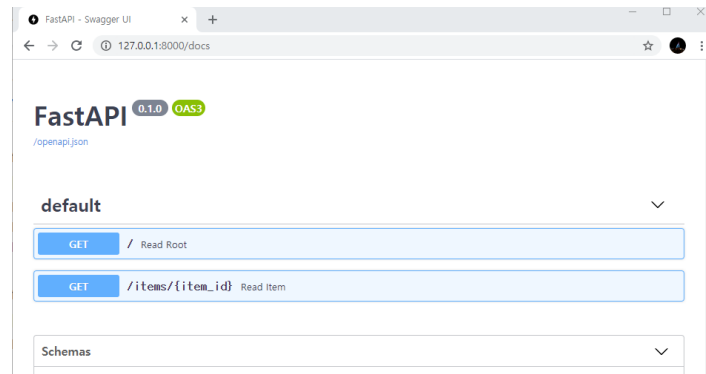 FastAPI - Swagger UI
127.0.0.1:8000/docs
FastAPI 0.1.0 OAS3
/openapi.json
default
GET / Read Root
GET /items/{item_id} Read Item
Schemas